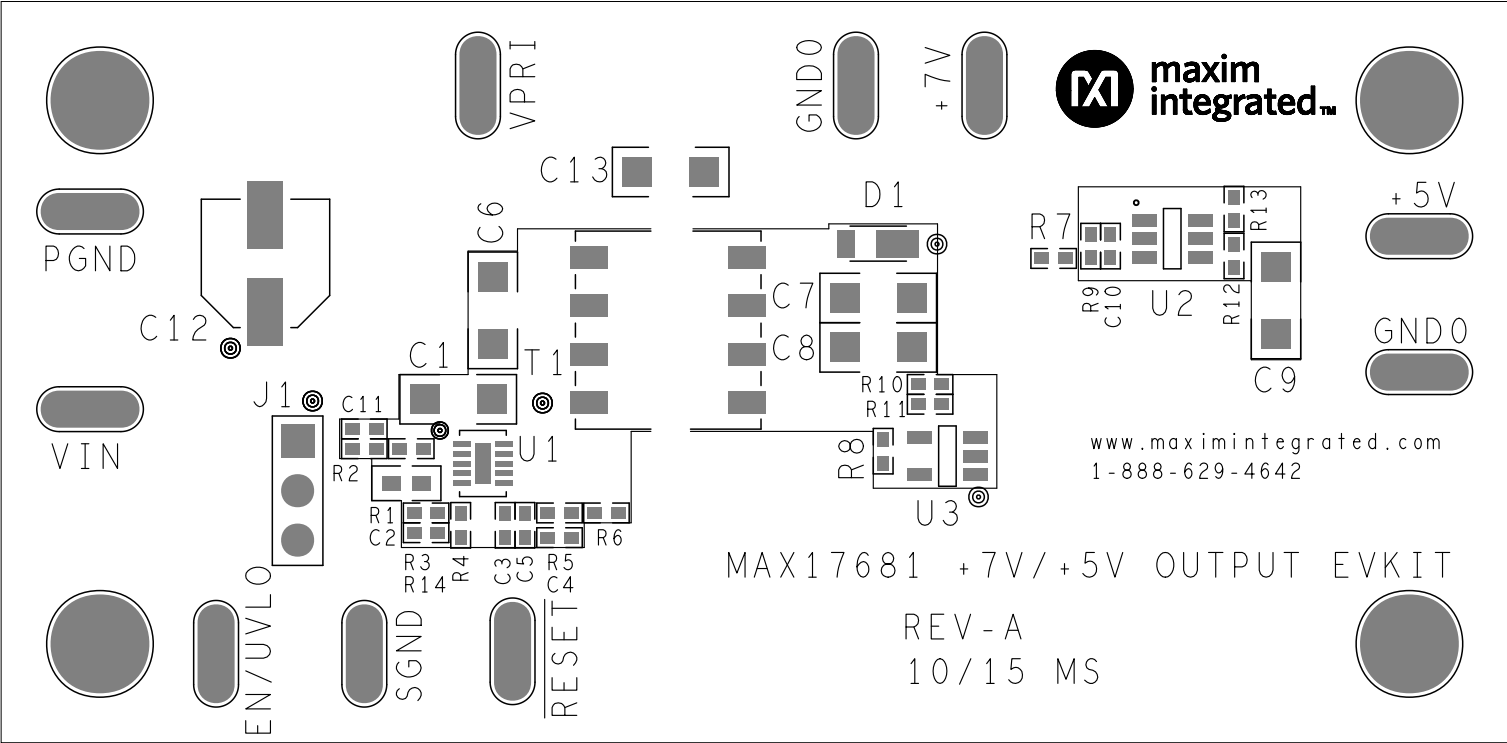 VPRI
GND0
+7V
maxim
integrated™
C13
D1
+5V
PGND
C6
R7
R13
C7
R9
C10
U2
R12
C12
C8
GND0
C1
T1
C9
J1
C11
R10
R11
VIN
R2
U1
R8
www.maximintegrated.com
1-888-629-4642
U3
R1
C2
R3
R14
R4
C3
C5
R5
C4
R6
MAX17681 +7V/+5V OUTPUT EVKIT
EN/UVLO
SGND
RESET
REV-A
10/15 MS